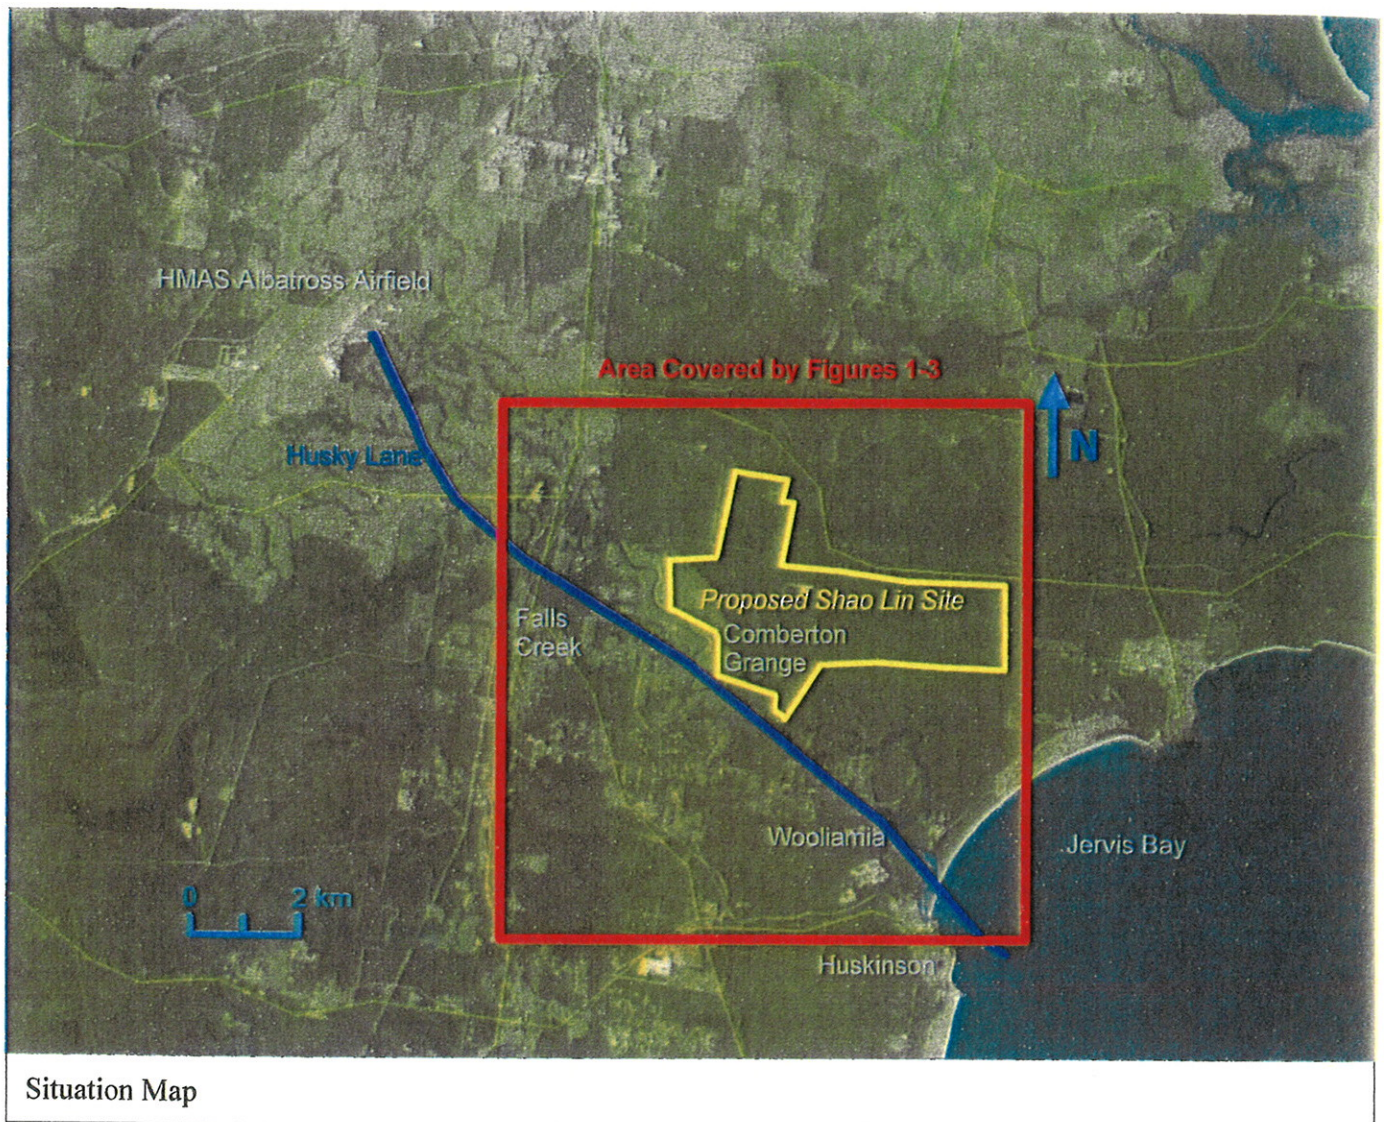 HMAS Albatross Airfield
Area Covered by Figures 1-3
N
Husky Lane
Proposed Shao Lin Site
Falls
Creek
Comberton
Grange
Wooliamia
Jervis Bay
0 2 km
Huskinson
Situation Map